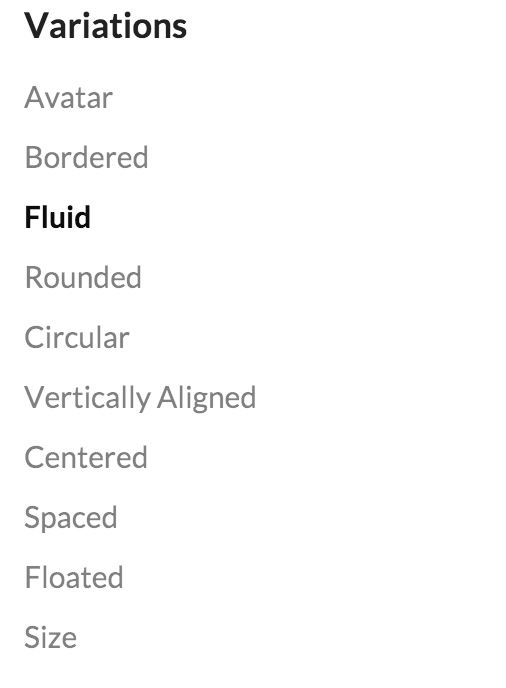 Variations
Avatar
Bordered
Fluid
Rounded
Circular
Vertically Aligned
Centered
Spaced
Floated
Size